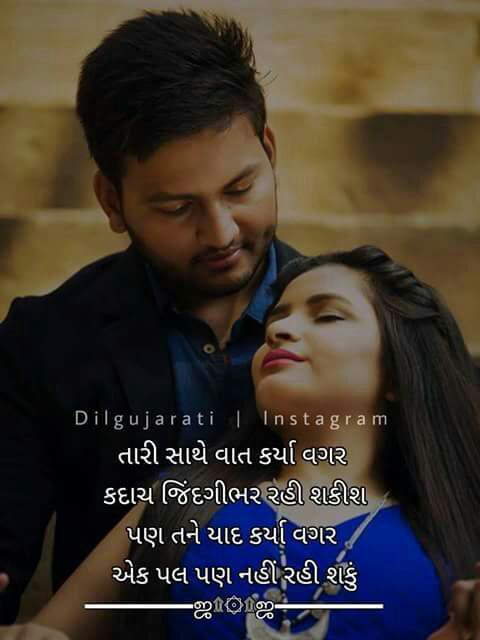 Dilgujarati | Instagram
તારી સાથે વાત કર્યા વગર
કદાચ જિંદગીભર રહી શકીશ
પણ તને યાદ કર્યા વગર
એક પલ પણ નહીં રહી શકું